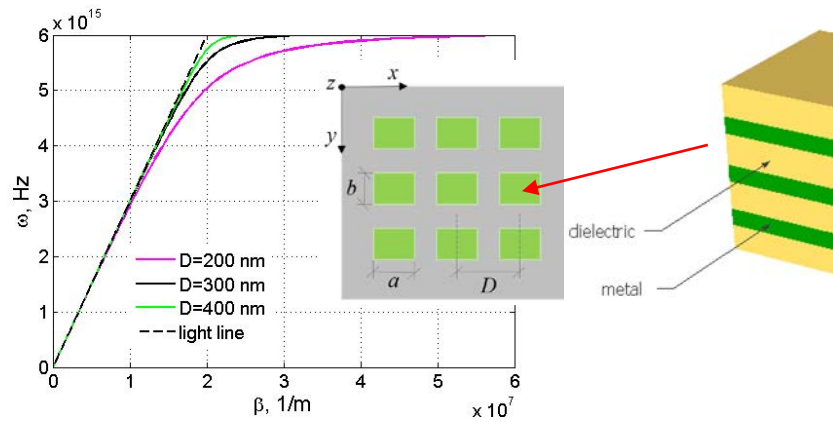 x 10^15
6
5
4
3
2
1
0
ω, Hz
D=200 nm
D=300 nm
D=400 nm
light line
0
1
2
3
4
5
6
β, 1/m
x 10^7
z
x
y
b
a
D
dielectric
metal